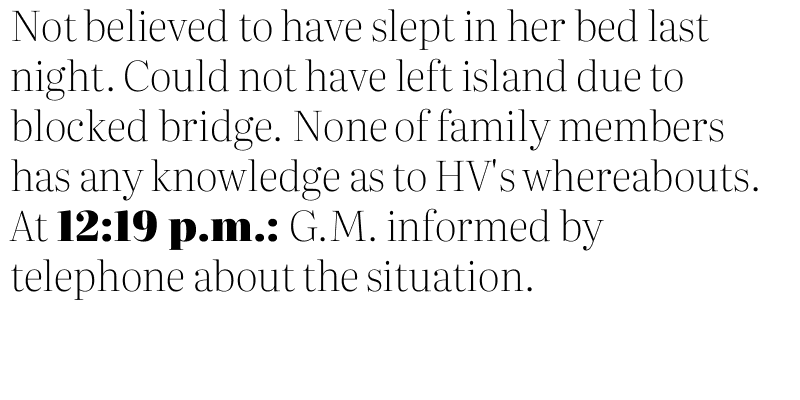 Not believed to have slept in her bed last
night. Could not have left island due to
blocked bridge. None of family members
has any knowledge as to HV's whereabouts.
At 12:19 p.m.: G.M. informed by
telephone about the situation.